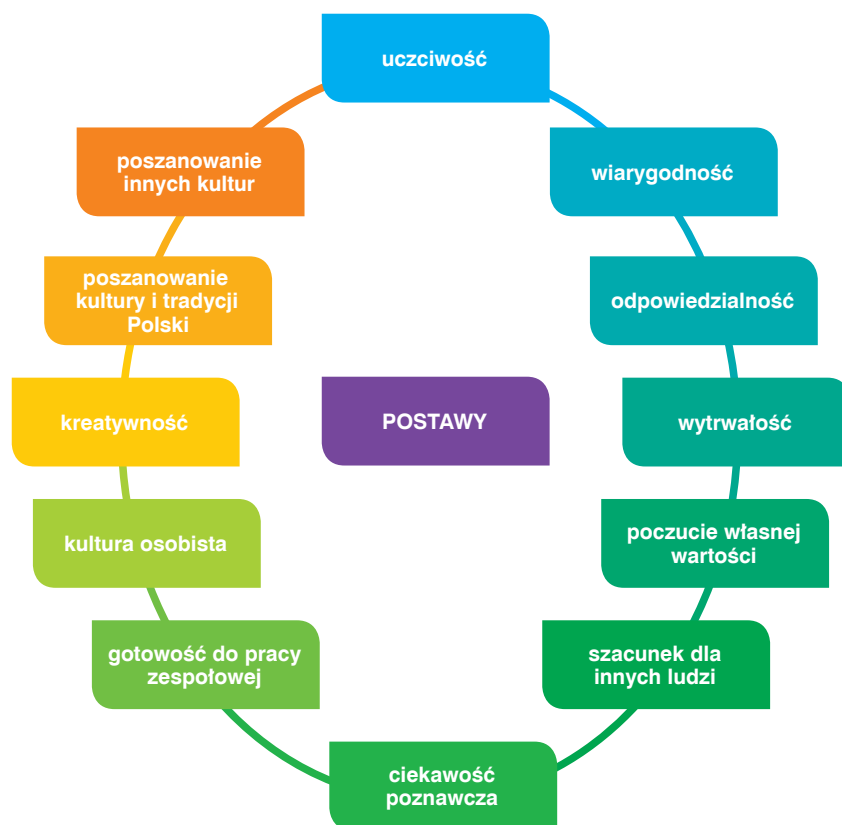 uczciwość
wiarygodność
odpowiedzialność
wytrwałość
poczucie własnej
wartości
szacunek dla
innych ludzi
ciekawość
poznawcza
gotowość do pracy
zespołowej
kultura osobista
kreatywność
poszanowanie
kultury i tradycji
Polski
poszanowanie
innych kultur
POSTAWY